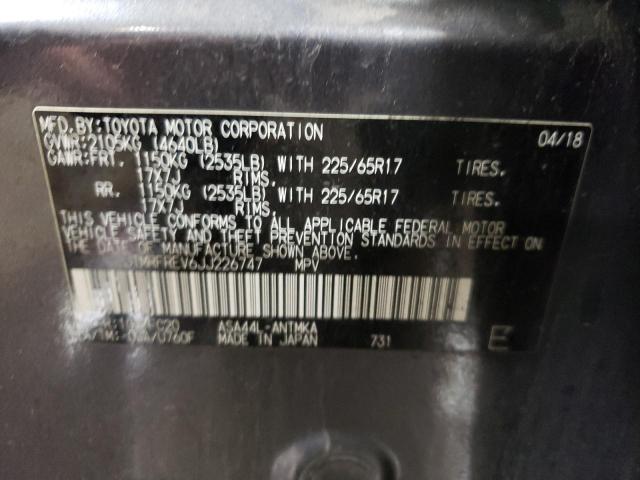 MFD.BY:TOYOTA MOTOR CORPORATION 04/18
GVWR:2105KG (4640LB)
GAWR:FRT. 1150KG (2535LB) WITH 225/65R17 TIRES.
17X7J RIMS.
RR. 1150KG (2535LB) WITH 225/65R17 TIRES.
17X7J RIMS.
THIS VEHICLE CONFORMS TO ALL APPLICABLE FEDERAL MOTOR
VEHICLE SAFETY AND THEFT PREVENTION STANDARDS IN EFFECT ON
THE DATE OF MANUFACTURE SHOWN ABOVE.
MPV
ASA44L-ANTMKA
MADE IN JAPAN 731 E